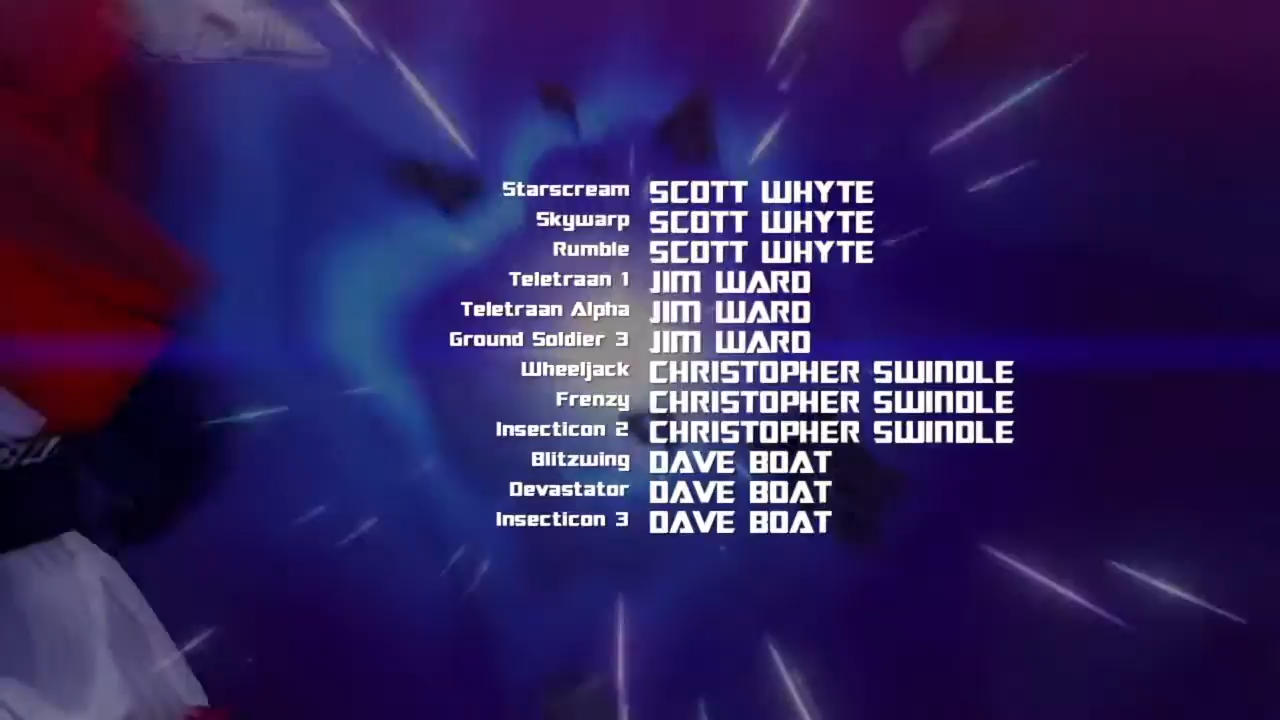 Starscream SCOTT WHYTE
Skywarp SCOTT WHYTE
Rumble SCOTT WHYTE
Teletraan 1 JIM WARD
Teletraan Alpha JIM WARD
Ground Soldier 3 JIM WARD
Wheeljack CHRISTOPHER SWINDLE
Frenzy CHRISTOPHER SWINDLE
Insecticon 2 CHRISTOPHER SWINDLE
Blitzwing DAVE BOAT
Devastator DAVE BOAT
Insecticon 3 DAVE BOAT